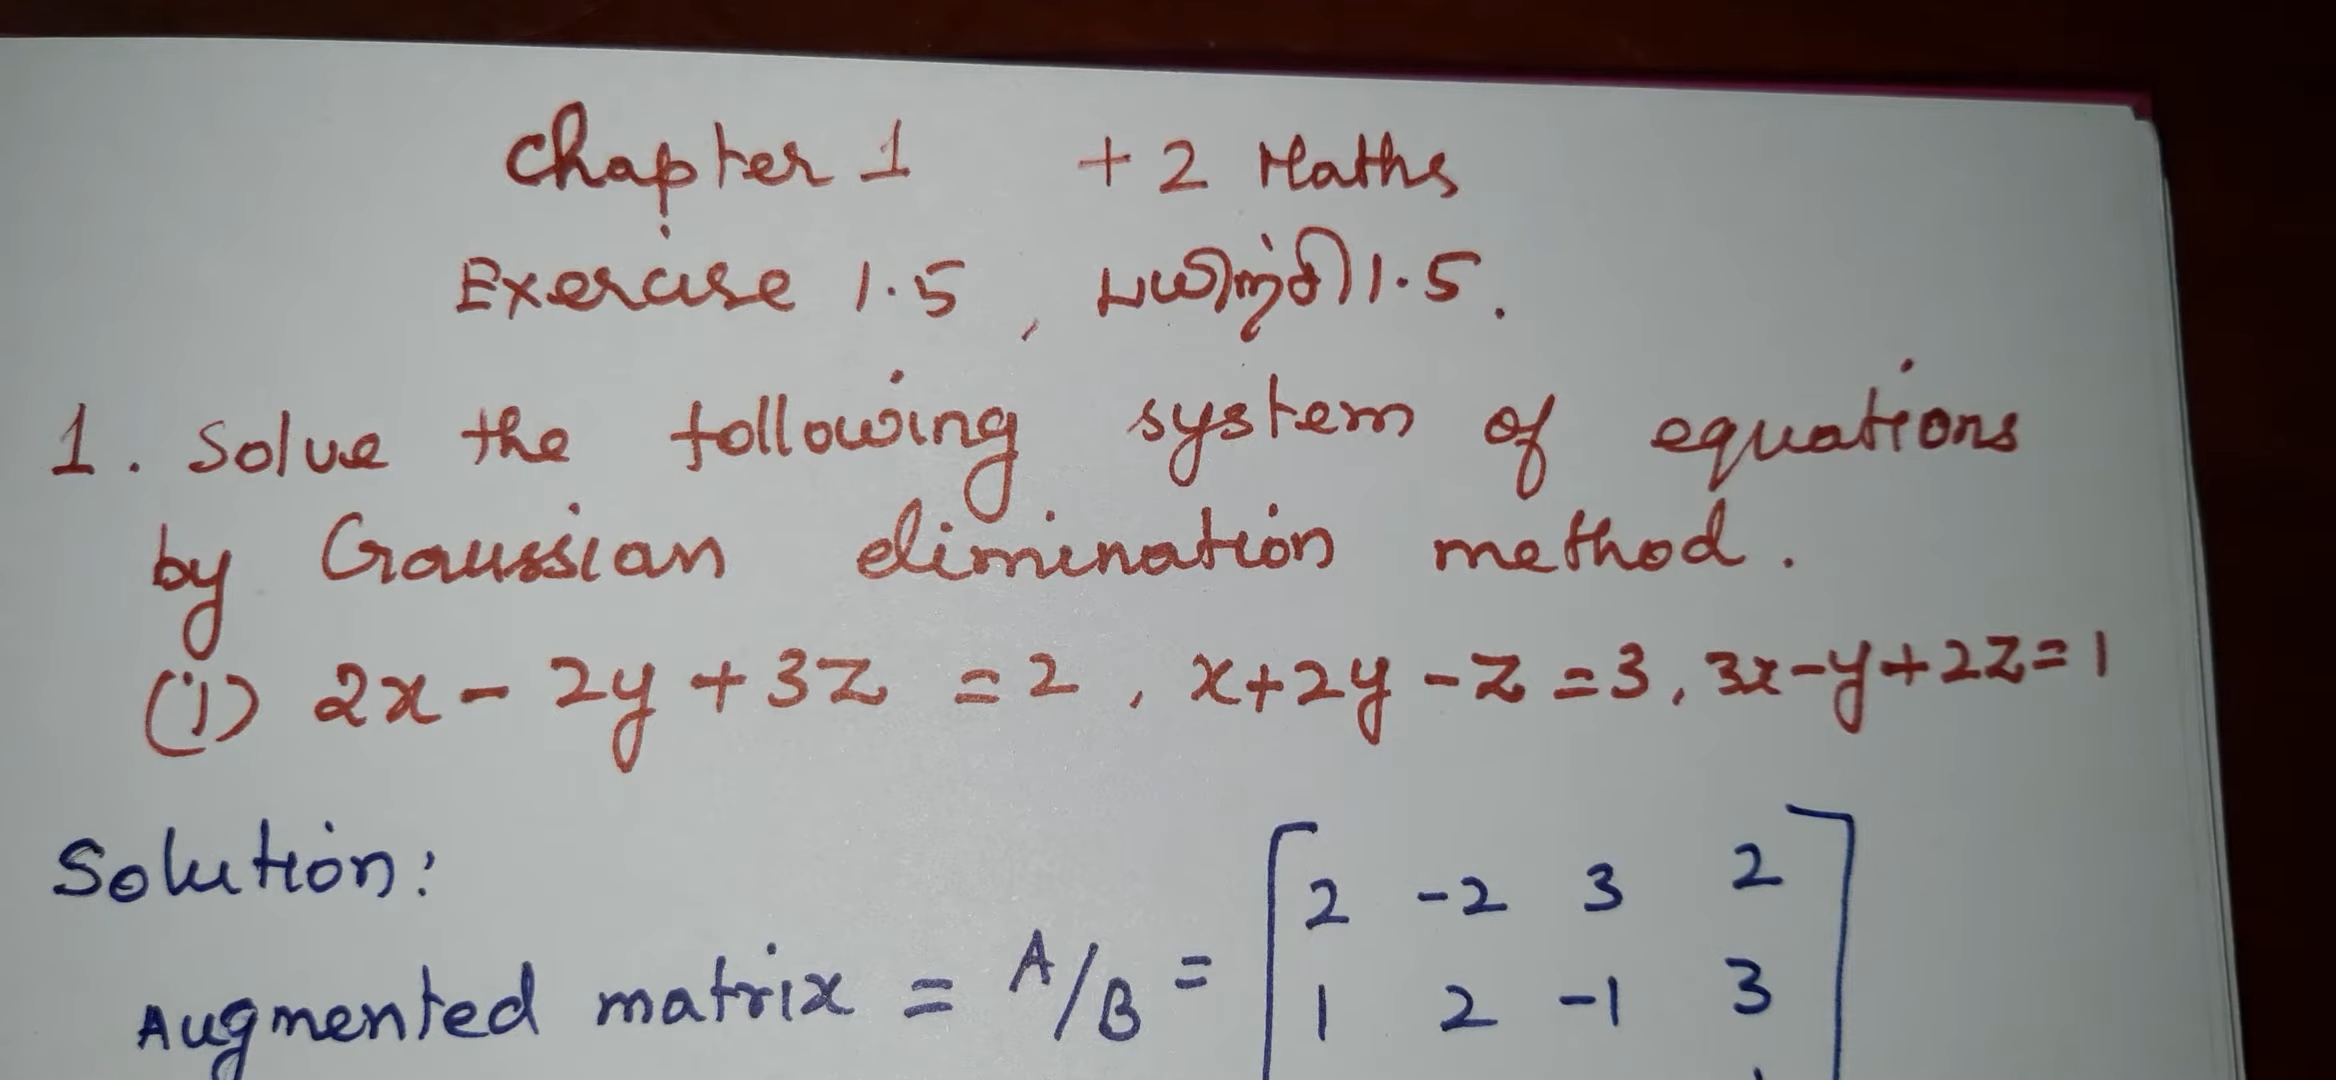 Chapter 1 +2 Maths
Exercise 1.5, பயிற்சி 1.5.
1. Solve the following system of equations
by Gaussian elimination method.
(i) 2x - 2y + 3z = 2, x + 2y - z = 3, 3x - y + 2z = 1
Solution:
2 -2 3 2
Augmented matrix = A/B =
1 2 -1 3